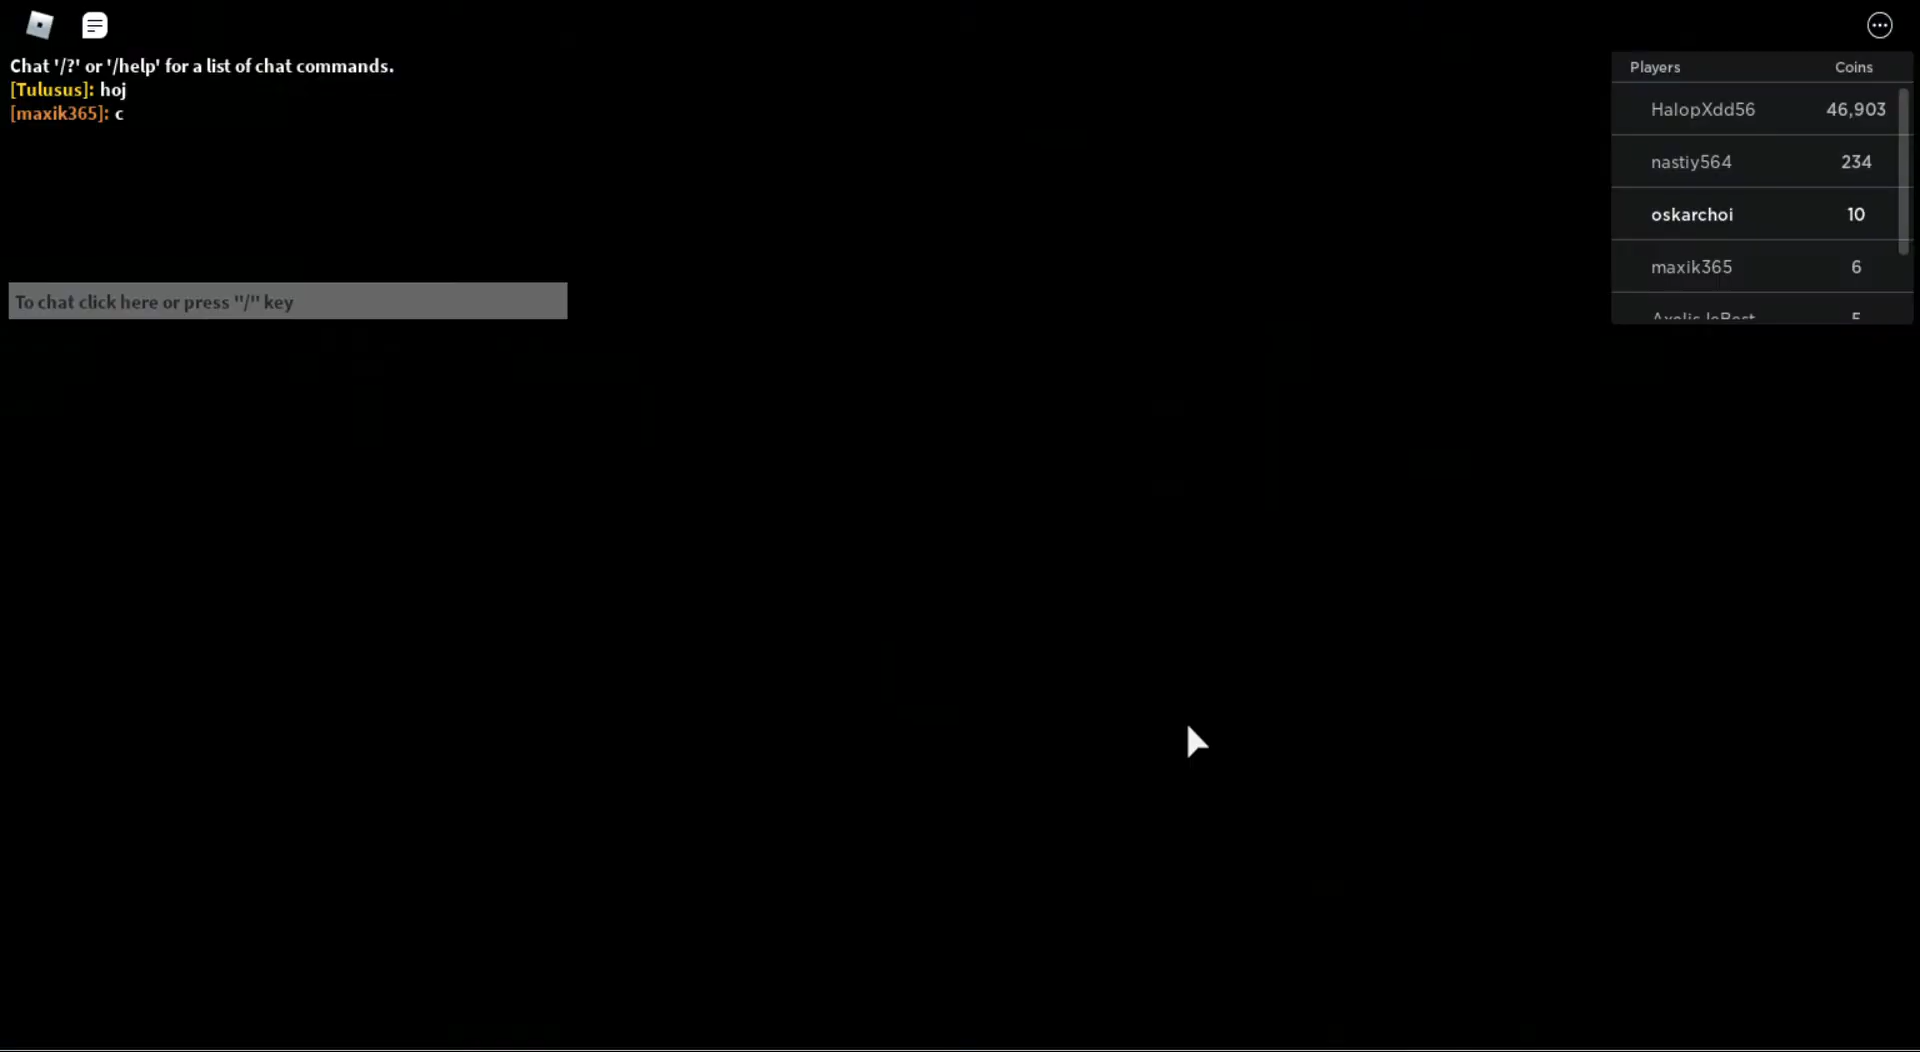 Chat '/?' or '/help' for a list of chat commands.
[Tulusus]: hoj
[maxik365]: c
To chat click here or press "/" key
Players Coins
HalopXdd56 46,903
nastiy564 234
oskarchoi 10
maxik365 6